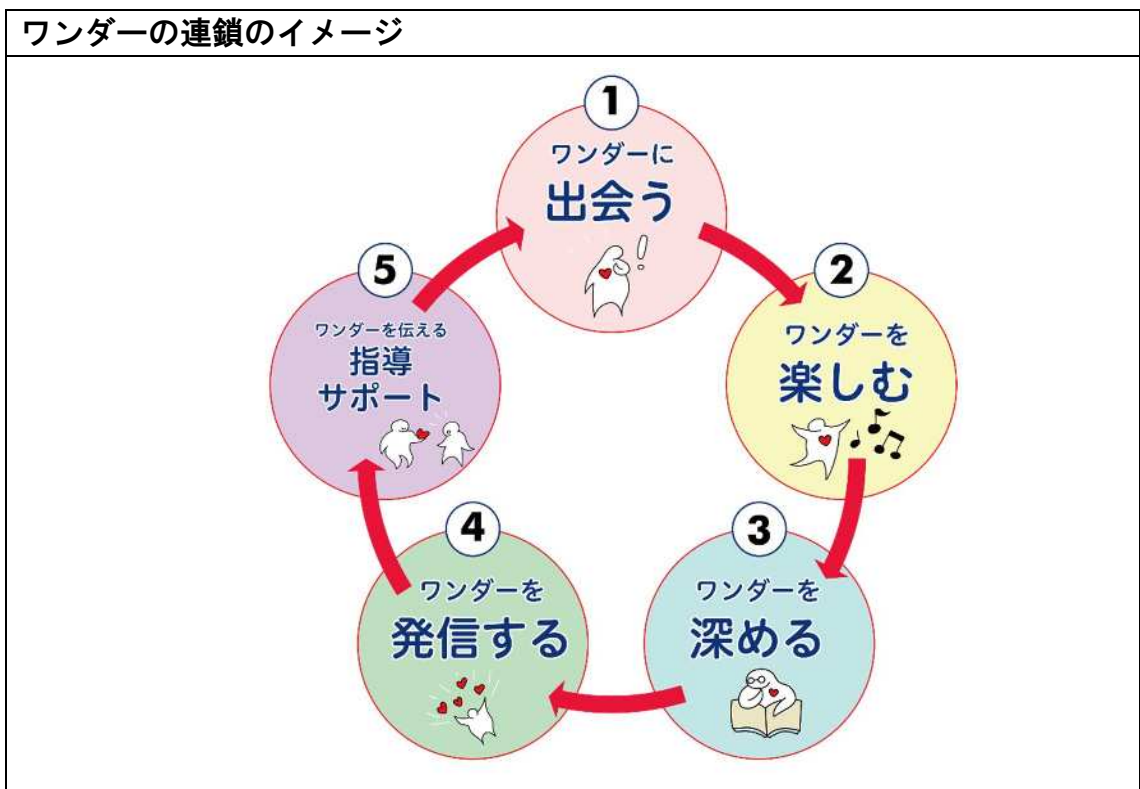 ワンダーの連鎖のイメージ
1
ワンダーに
出会う
!
2
ワンダーを
楽しむ
3
ワンダーを
深める
4
ワンダーを
発信する
5
ワンダーを伝える
指導
サポート